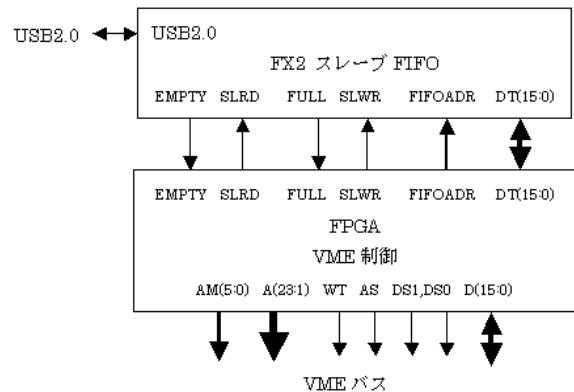 USB2.0 USB2.0
FX2 スレーブ FIFO
EMPTY SLRD FULL SLWR FIFOADR DT(15:0)
EMPTY SLRD FULL SLWR FIFOADR DT(15:0)
FPGA
VME 制御
AM(5:0) A(23:1) WT AS DS1,DS0 D(15:0)
VME バス